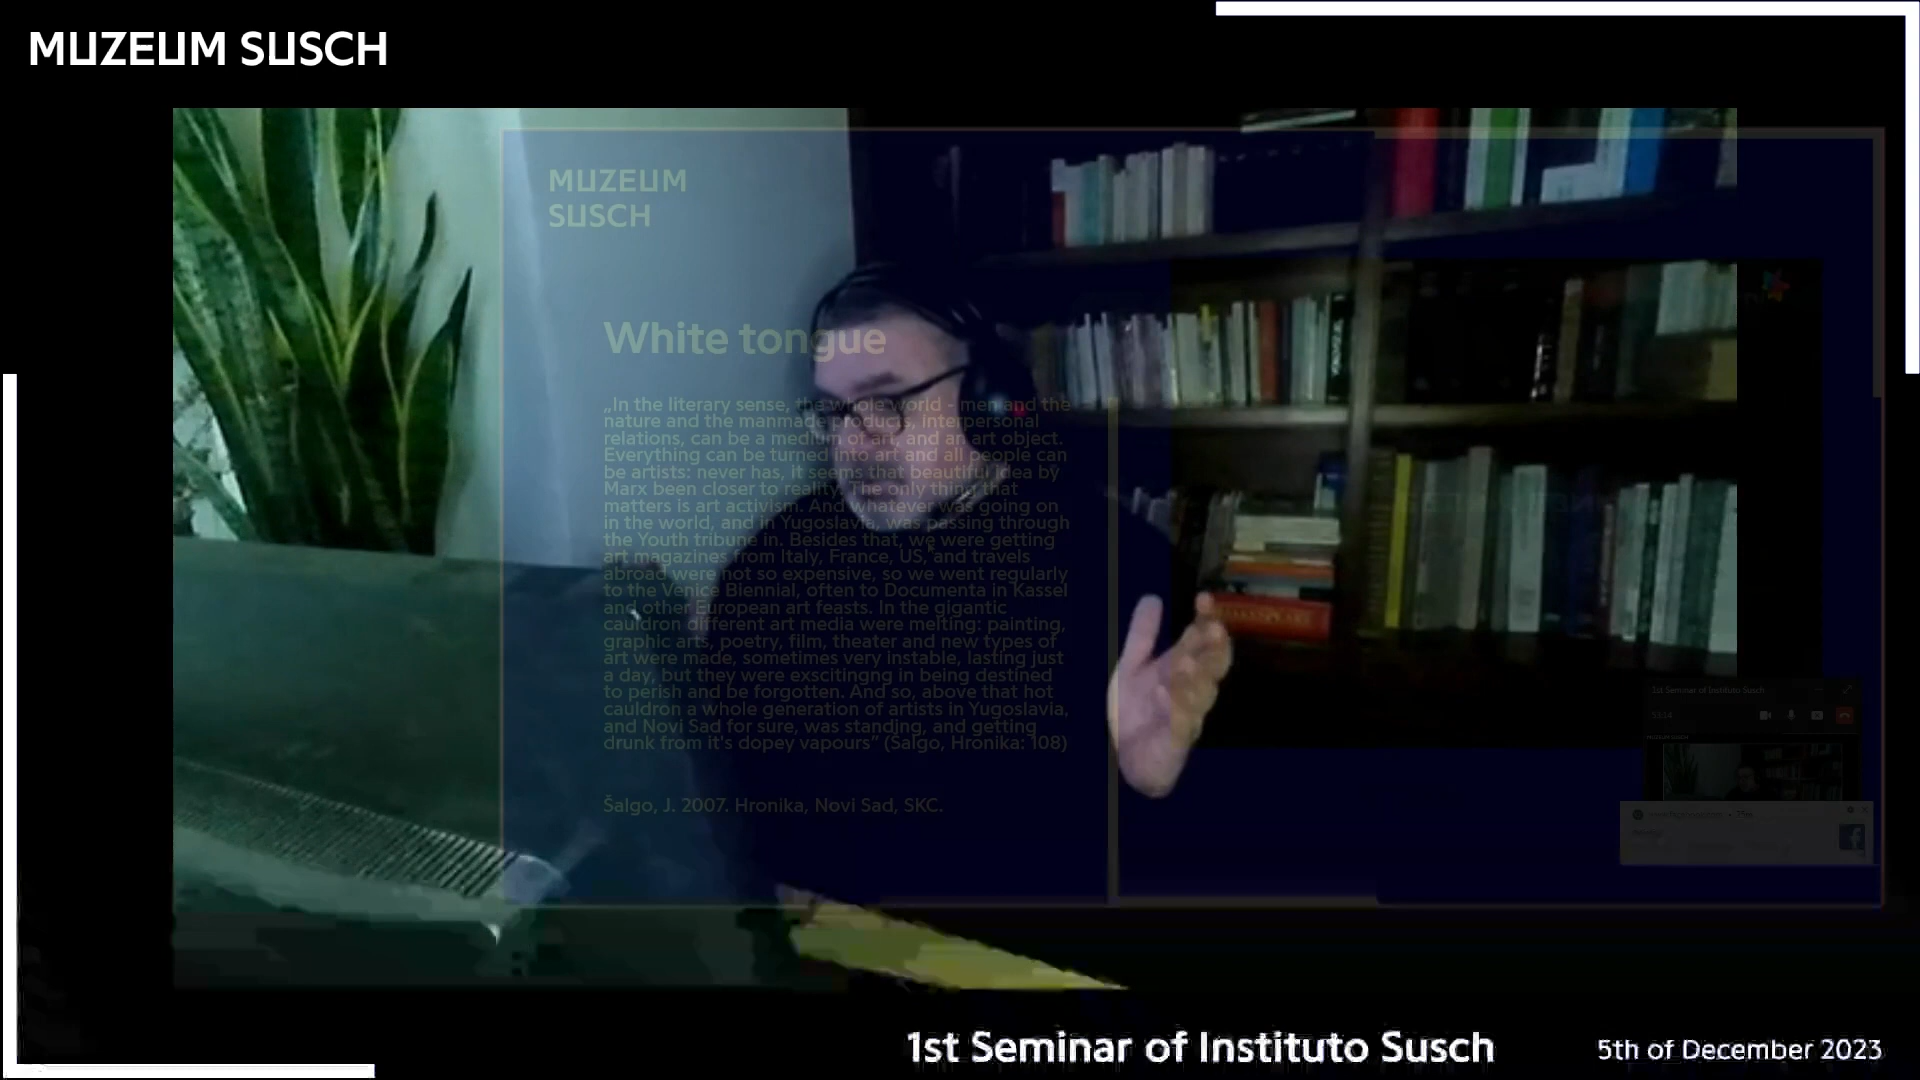 MUZEUM SUSCH
MUZEUM
SUSCH
White tongue
„In the literary sense, the whole world - men and the
nature and the manmade products, interpersonal
relations, can be a medium of art, and an art object.
Everything can be turned into art and all people can
be artists: never has, it seems that beautiful idea by
Marx been closer to reality. The only thing that
matters is art activism. And whatever was going on
in the world, and in Yugoslavia, was passing through
the Youth tribune in. Besides that, we were getting
art magazines from Italy, France, US, and travels
abroad were not so expensive, so we went regularly
to the Venice Biennial, often to Documenta in Kassel
and other European art feasts. In the gigantic
cauldron different art media were melting: painting,
graphic arts, poetry, film, theater and new types of
art were made, sometimes very instable, lasting just
a day, but they were exscitingng in being destined
to perish and be forgotten. And so, above that hot
cauldron a whole generation of artists in Yugoslavia,
and Novi Sad for sure, was standing, and getting
drunk from it's dopey vapours” (Šalgo, Hronika: 108)
Šalgo, J. 2007. Hronika, Novi Sad, SKC.
1st Seminar of Instituto Susch
1st Seminar of Instituto Susch
5th of December 2023